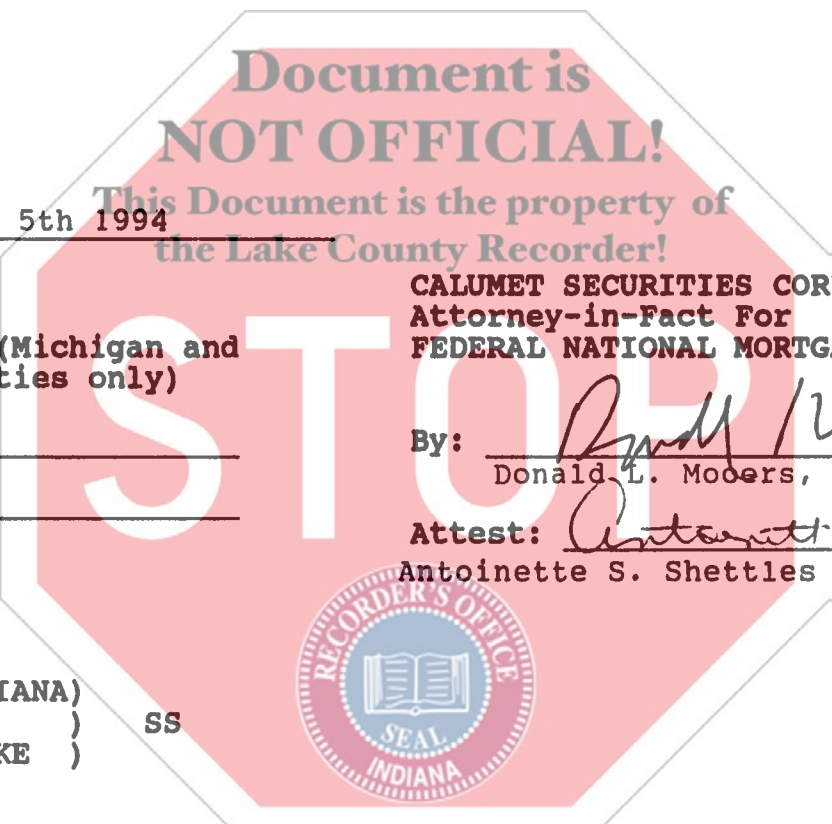 Document is
NOT OFFICIAL!
This Document is the property of
the Lake County Recorder!
5th 1994
CALUMET SECURITIES COR
Attorney-in-Fact For
FEDERAL NATIONAL MORTGA
(Michigan and
ties only)
STOP
By:
Donald L. Mooers,
Attest:
Antoinette S. Shettles
RECORDER'S OFFICE
SEAL
INDIANA
IANA)
) SS
KE )